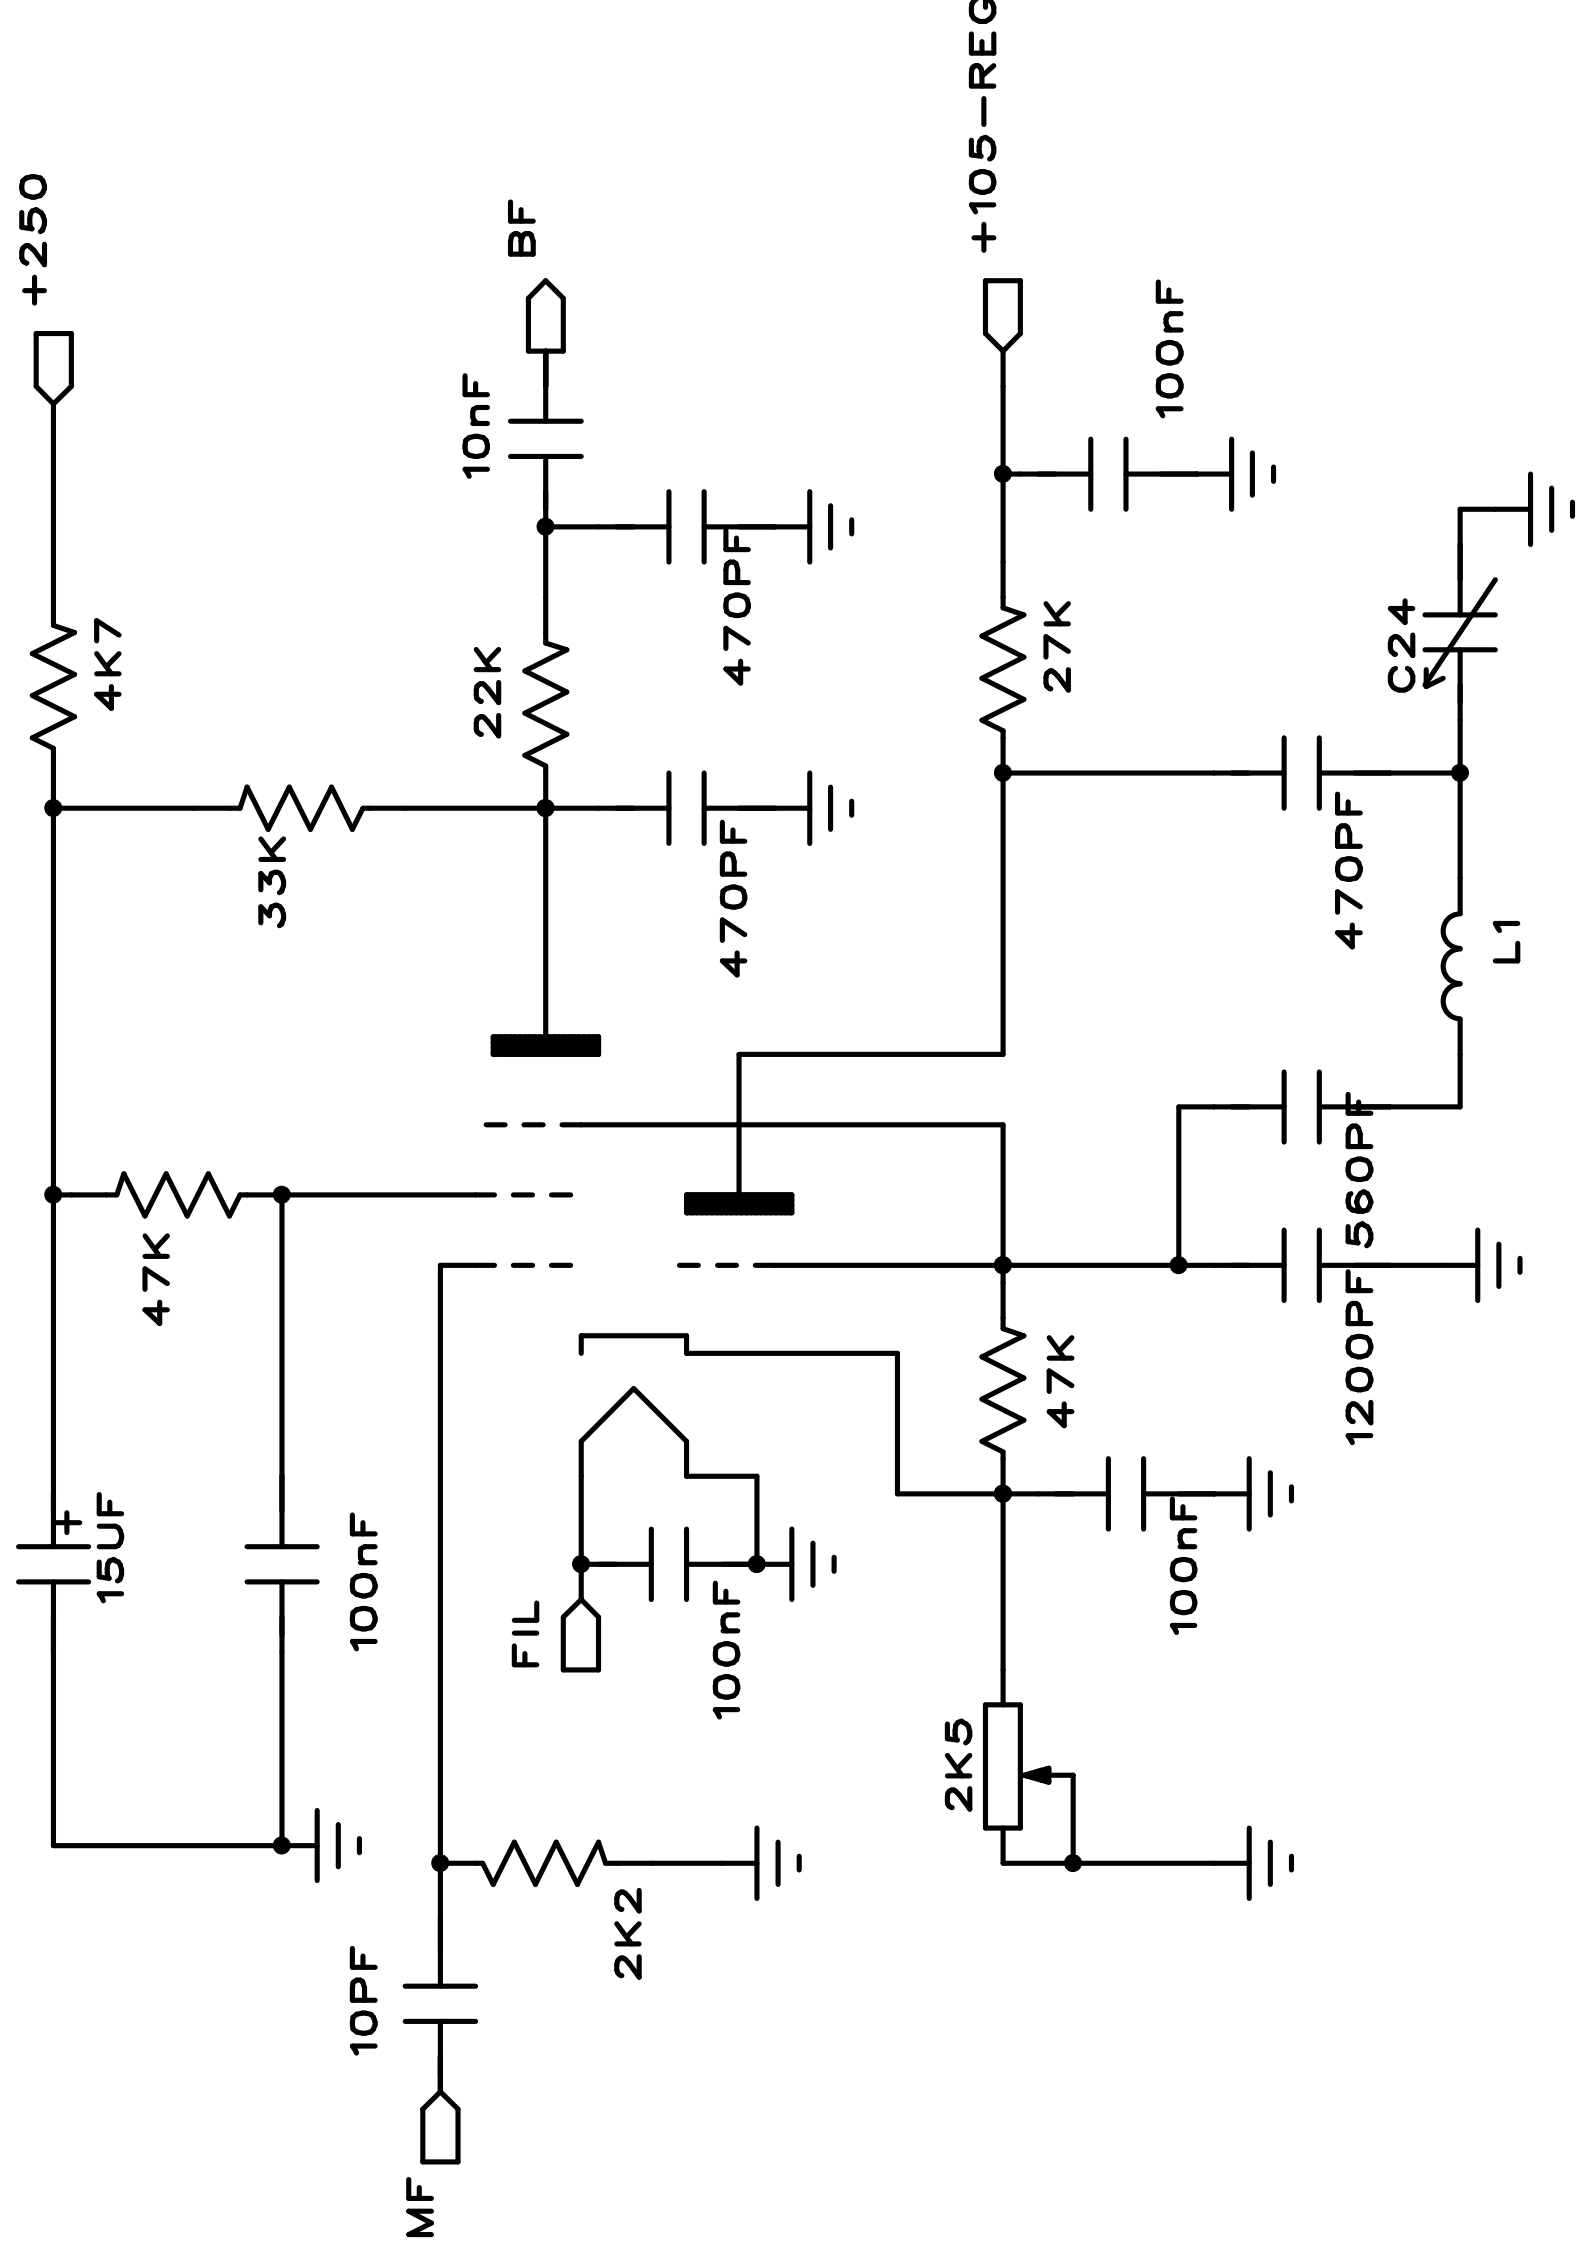 +250
4K7
33K
47K
15UF
100nF
10PF
MF
BF
10nF
22K
470PF
470PF
FIL
100nF
2K2
+105-REG
100nF
27K
C24
470PF
L1
560PF
1200PF
47K
100nF
2K5
+